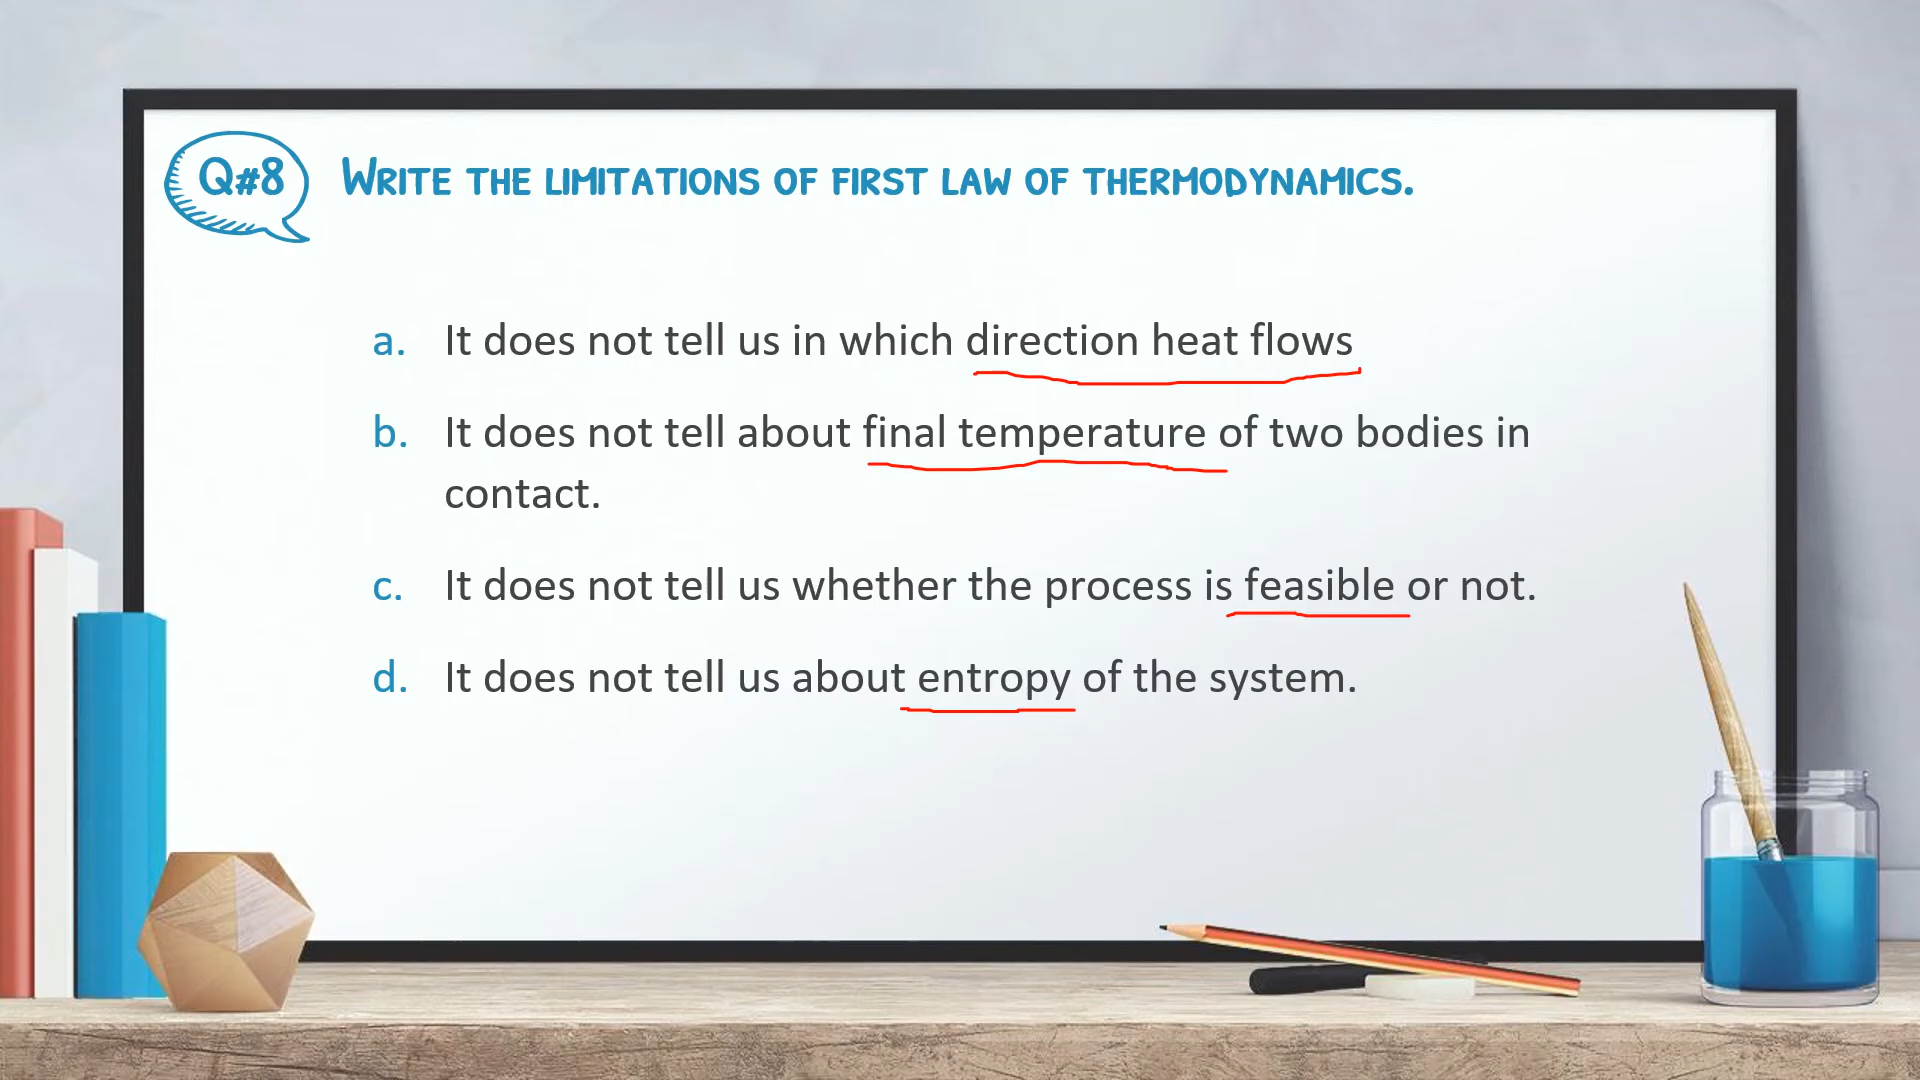 Q#8 Write the limitations of first law of thermodynamics.
a. It does not tell us in which direction heat flows
b. It does not tell about final temperature of two bodies in
contact.
c. It does not tell us whether the process is feasible or not.
d. It does not tell us about entropy of the system.